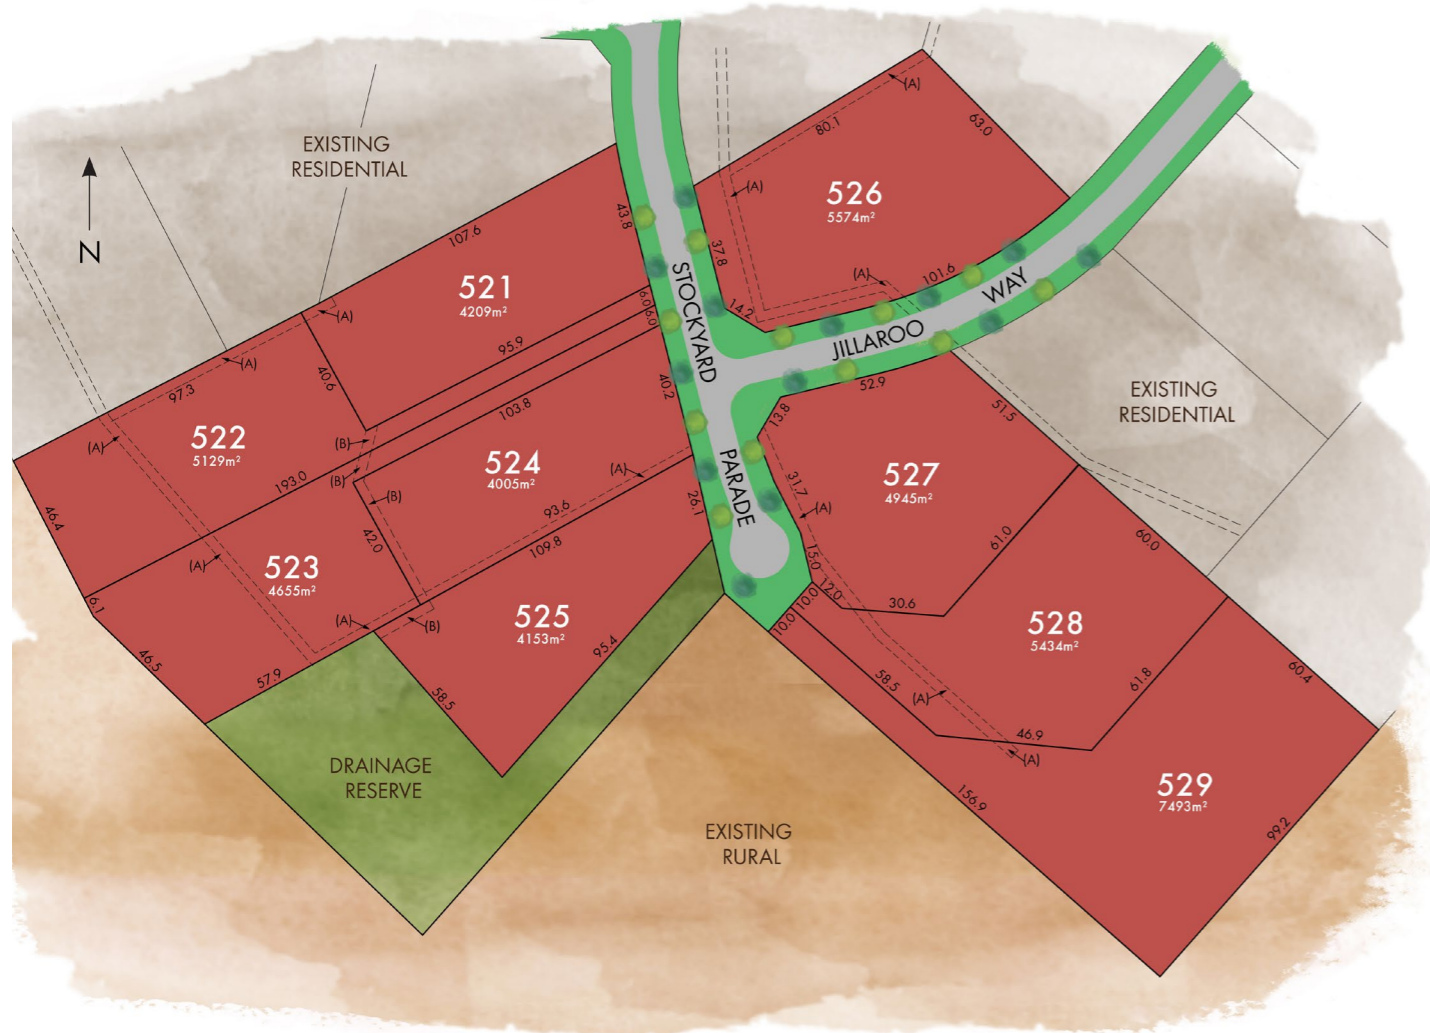 (A)
80.1
63.0
EXISTING
RESIDENTIAL
N
107.6
43.8
(A)
526
5574m²
37.8
521
4209m²
(A)
101.6
WAY
STOCKYARD
6.0
6.0
14.2
JILLAROO
(A)
95.9
40.6
(A)
97.3
40.2
52.9
EXISTING
RESIDENTIAL
103.8
13.8
51.5
522
5129m²
(A)
(B)
524
4005m²
(A)
PARADE
527
4945m²
193.0
(B)
(B)
31.7
46.4
93.6
26.1
(A)
42.0
109.8
61.0
60.0
(A)
523
4655m²
15.0
12.0
10.0
30.6
6.1
525
4153m²
(A)
(B)
10.0
528
5434m²
46.5
57.9
95.4
58.5
58.5
(A)
61.8
60.4
46.9
(A)
DRAINAGE
RESERVE
529
7493m²
156.9
EXISTING
RURAL
99.2